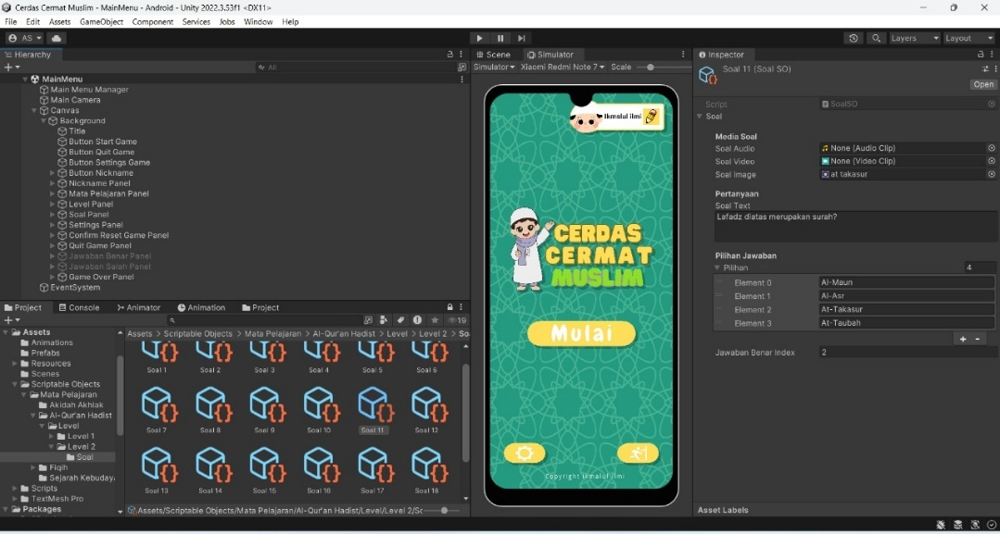 Cerdas Cermat Muslim - MainMenu - Android - Unity 2022.3.53f1 <DX11>
File Edit Assets GameObject Component Services Jobs Window Help
AS
Layers
Layout
Hierarchy
All
MainMenu
Main Menu Manager
Main Camera
Canvas
Background
Title
Button Start Game
Button Quit Game
Button Settings Game
Button Nickname
Nickname Panel
Mata Pelajaran Panel
Level Panel
Soal Panel
Settings Panel
Confirm Reset Game Panel
Quit Game Panel
Jawaban Benar Panel
Jawaban Salah Panel
Game Over Panel
EventSystem
Scene Simulator
Simulator Xiaomi Redmi Note 7 Scale
Ikmalul ilmi
CERDAS
CERMAT
MUSLIM
Mulai
Copyright Ikmalul ilmi
Inspector
Soal 11 (Soal SO)
Open
Script SoalSO
Soal
Media Soal
Soal Audio None (Audio Clip)
Soal Video None (Video Clip)
Soal Image at takasur
Pertanyaan
Soal Text
Lafadz diatas merupakan surah?
Pilihan Jawaban
Pilihan 4
Element 0 Al-Maun
Element 1 Al-Asr
Element 2 At-Takasur
Element 3 At-Taubah
+ -
Jawaban Benar Index 2
Asset Labels
Project Console Animator Animation Project
19
Assets
Animations
Prefabs
Resources
Scenes
Scriptable Objects
Mata Pelajaran
Akidah Akhlak
Al-Qur'an Hadist
Level
Level 1
Level 2
Soal
Fiqih
Sejarah Kebuday
Scripts
TextMesh Pro
Packages
Assets > Scriptable Objects > Mata Pelajaran > Al-Qur'an Hadist > Level > Level 2 > So
Soal 1 Soal 2 Soal 3 Soal 4 Soal 5 Soal 6
Soal 7 Soal 8 Soal 9 Soal 10 Soal 11 Soal 12
Soal 13 Soal 14 Soal 15 Soal 16 Soal 17 Soal 18
Assets/Scriptable Objects/Mata Pelajaran/Al-Qur'an Hadist/Level/Level 2/Sc